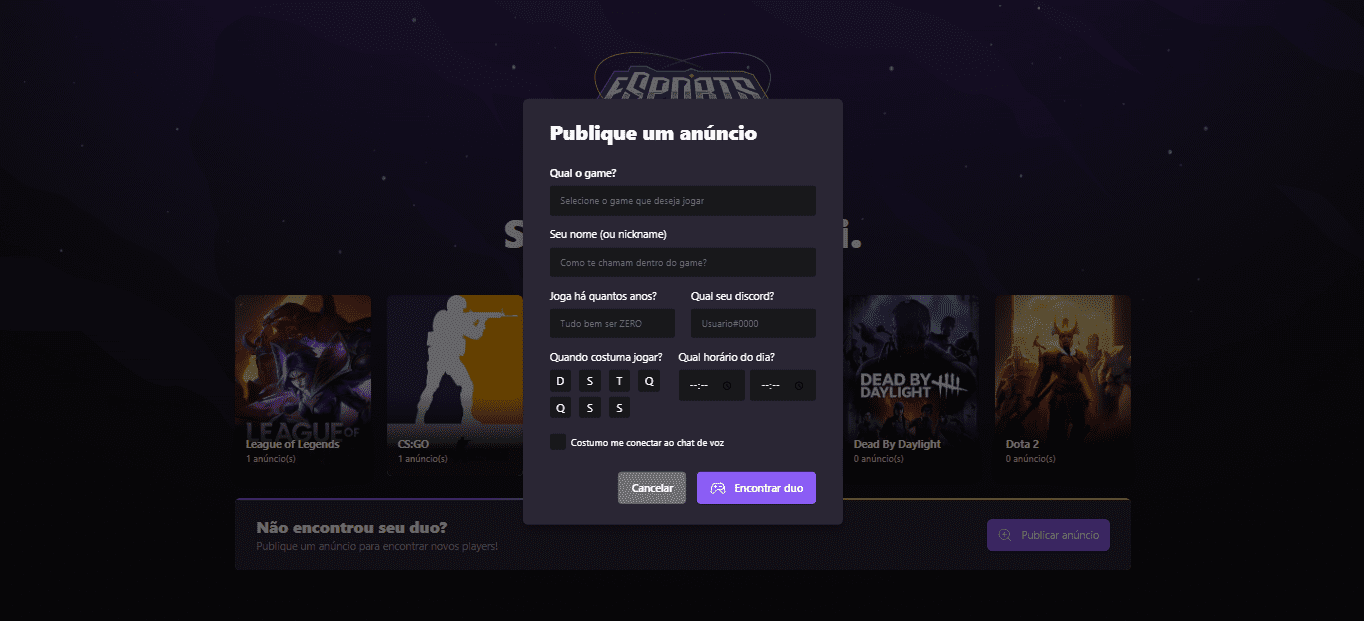 ESPORTS
Publique um anúncio
Qual o game?
Selecione o game que deseja jogar
Seu nome (ou nickname)
Como te chamam dentro do game?
Joga há quantos anos? Qual seu discord?
Tudo bem ser ZERO Usuario#0000
Quando costuma jogar? Qual horário do dia?
D S T Q --:-- --:--
Q S S
Costumo me conectar ao chat de voz
Cancelar Encontrar duo
S i.
LEAGUE OF
League of Legends
1 anúncio(s)
CS:GO
1 anúncio(s)
DEAD BY
DAYLIGHT
Dead By Daylight
0 anúncio(s)
Dota 2
0 anúncio(s)
Não encontrou seu duo?
Publique um anúncio para encontrar novos players!
Publicar anúncio